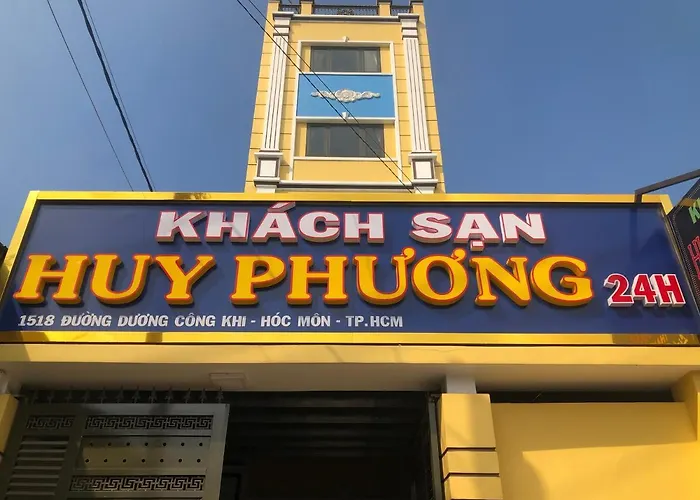 KHÁCH SẠN
HUY PHƯƠNG 24H
1518 ĐƯỜNG DƯƠNG CÔNG KHI - HÓC MÔN - TP.HCM